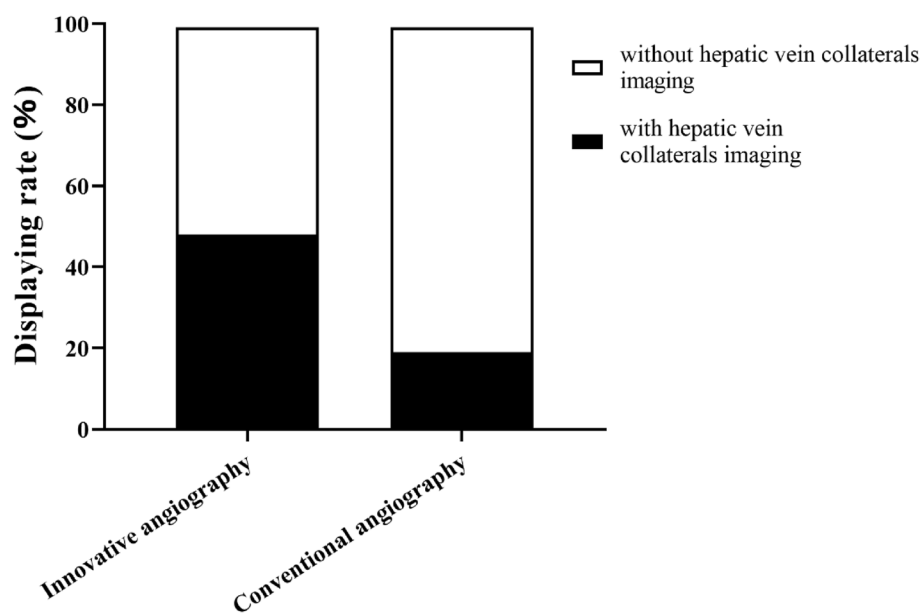 Displaying rate (%)
100
80
60
40
20
0
Innovative angiography
Conventional angiography
without hepatic vein collaterals
imaging
with hepatic vein
collaterals imaging